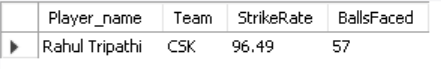 Player_name Team StrikeRate BallsFaced
Rahul Tripathi CSK 96.49 57